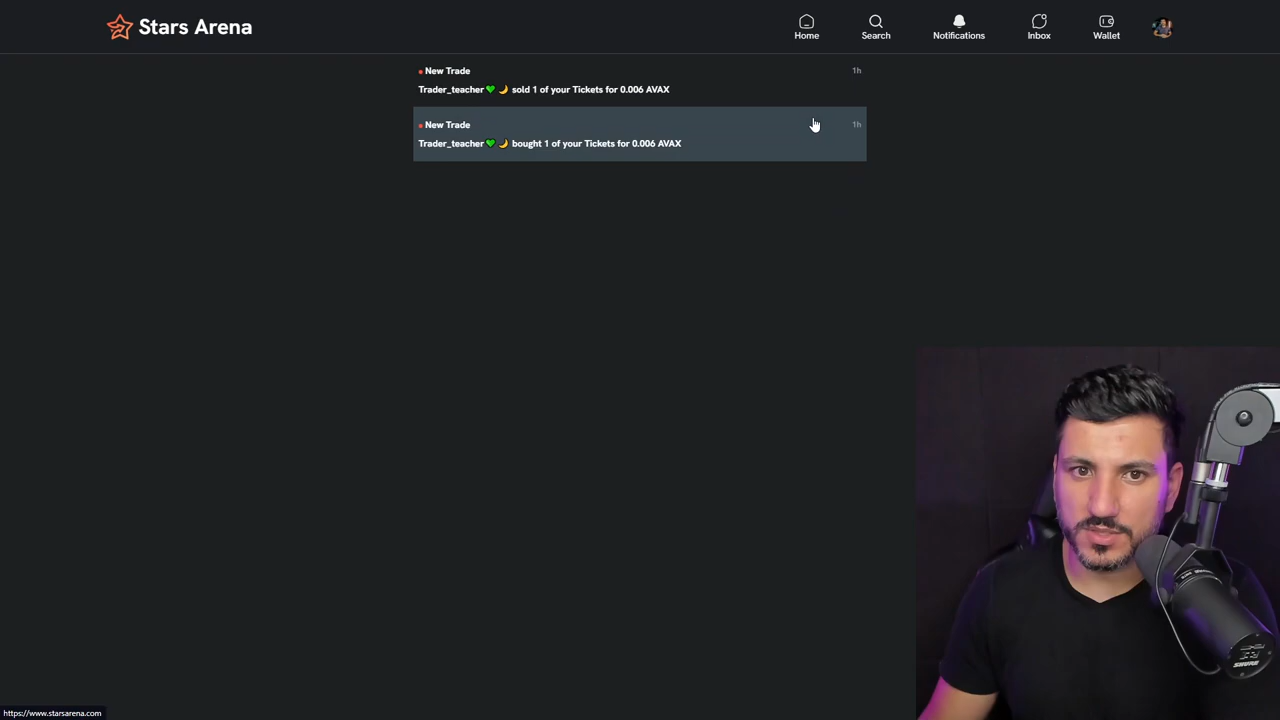 Stars Arena
Home
Search
Notifications
Inbox
Wallet
New Trade
1h
Trader_teacher💚🌙 sold 1 of your Tickets for 0.006 AVAX
New Trade
1h
Trader_teacher💚🌙 bought 1 of your Tickets for 0.006 AVAX
SHURE
https://www.starsarena.com